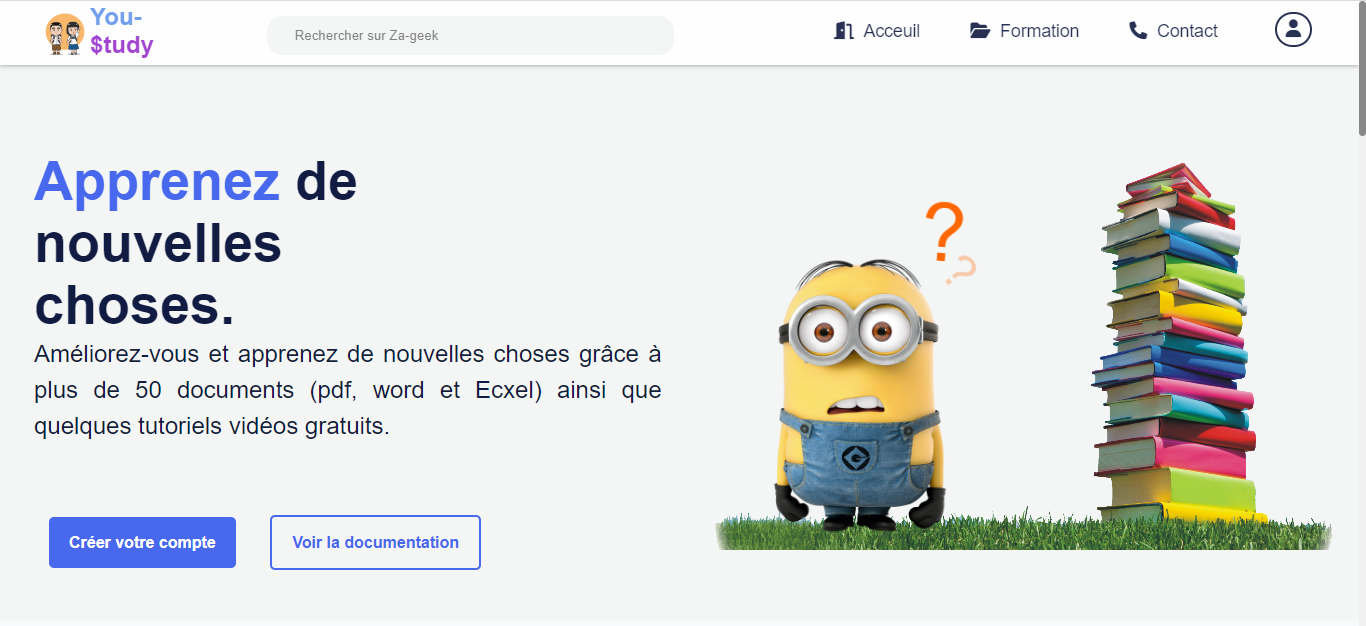 You-
$tudy
Rechercher sur Za-geek
Acceuil
Formation
Contact
Apprenez de
nouvelles
choses.
Améliorez-vous et apprenez de nouvelles choses grâce à
plus de 50 documents (pdf, word et Ecxel) ainsi que
quelques tutoriels vidéos gratuits.
?
?
Créer votre compte
Voir la documentation